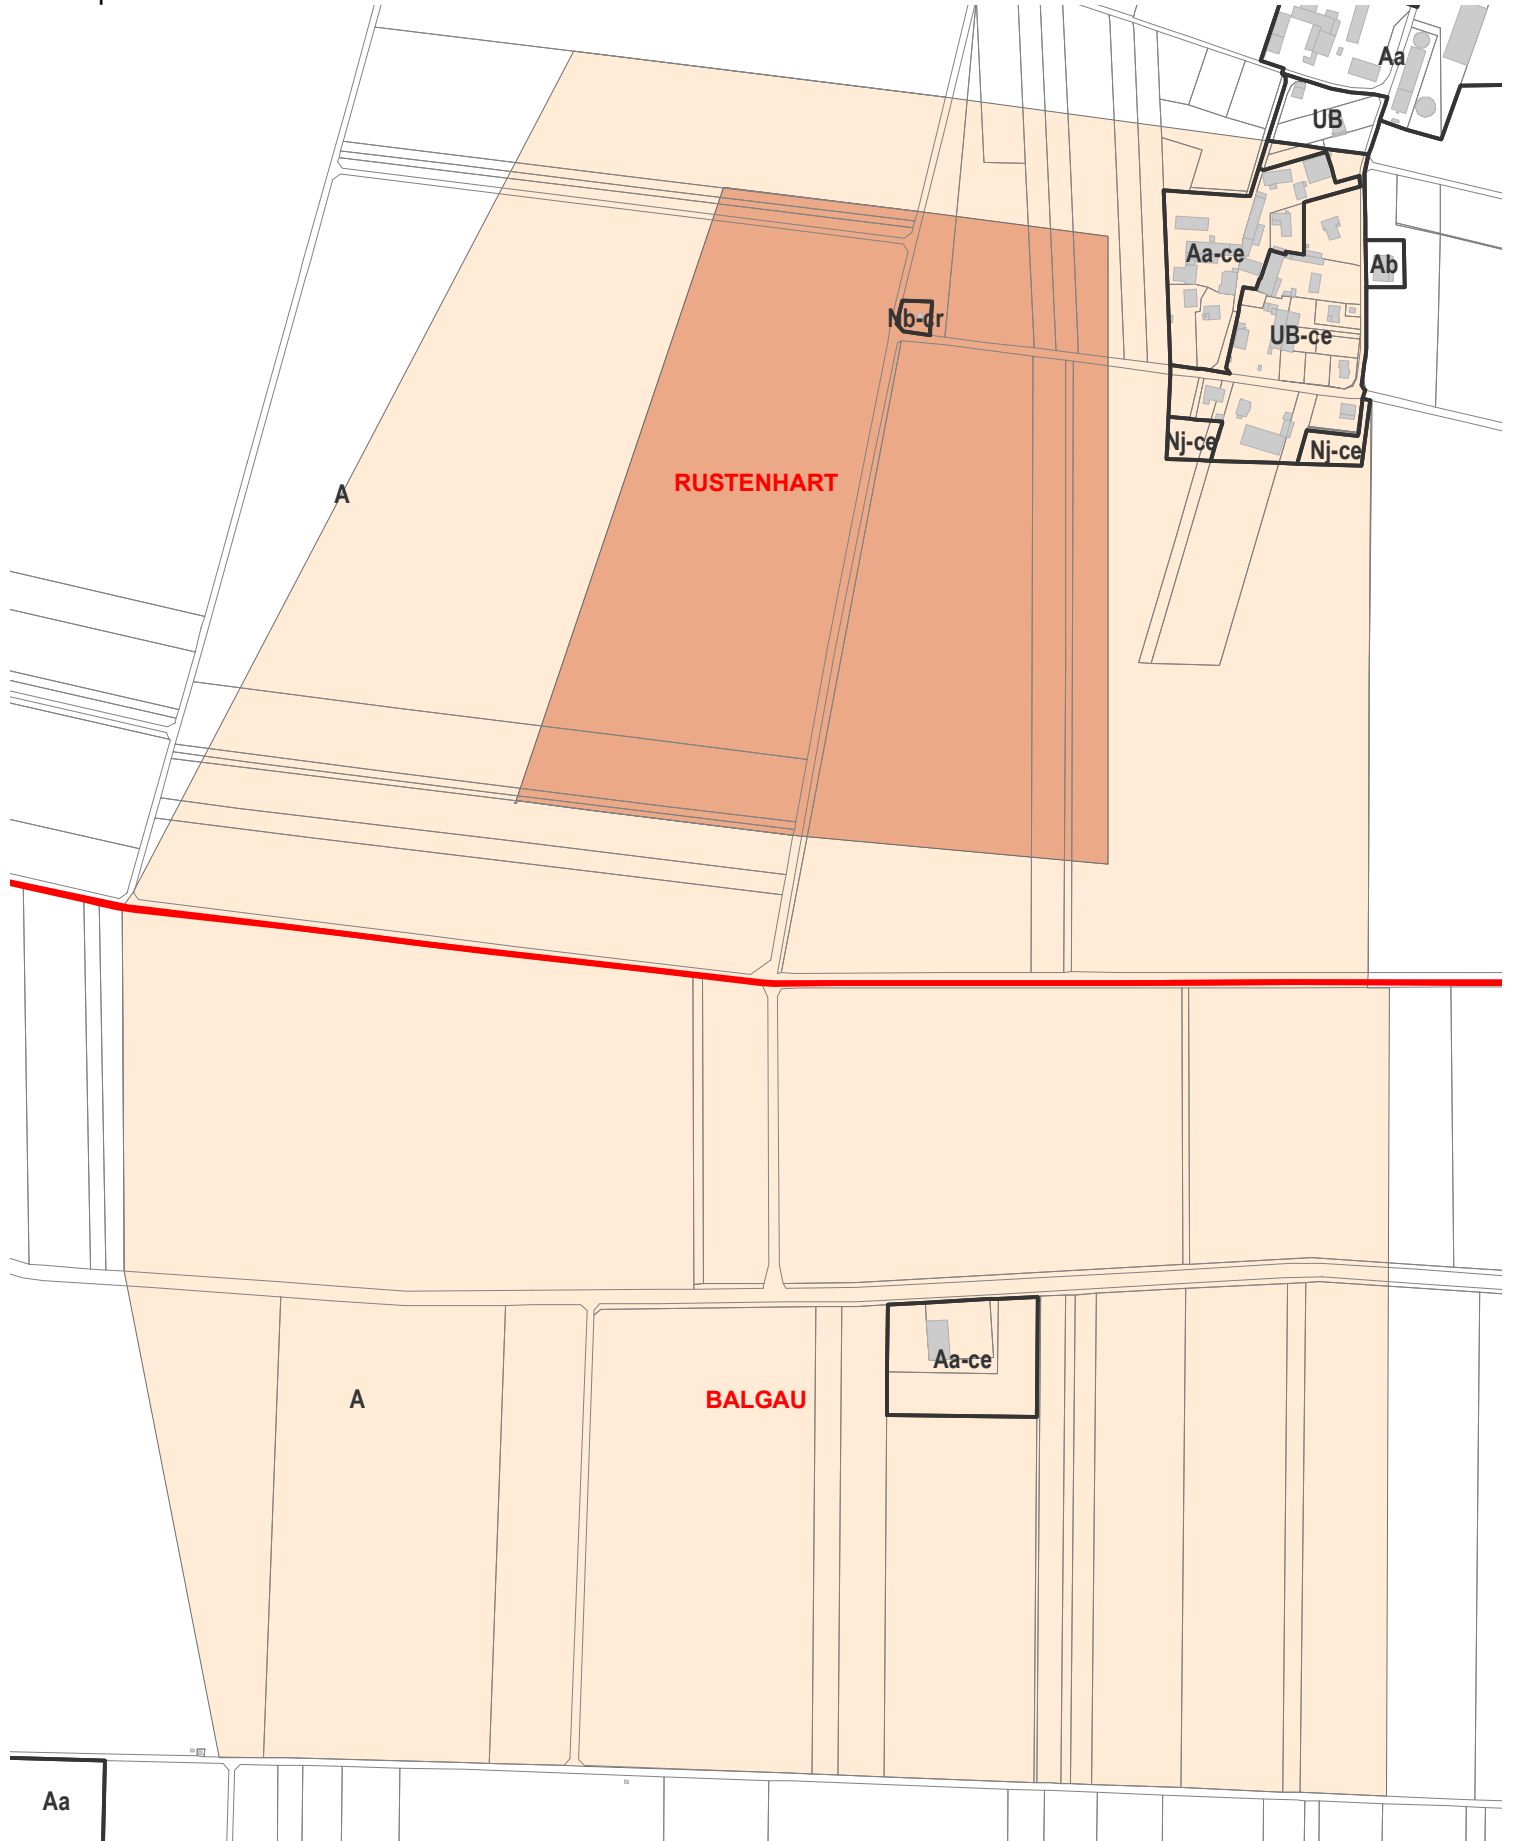 Aa
UB
Aa-ce
Ab
Nb-cr
UB-ce
Nj-ce
Nj-ce
RUSTENHART
A
Aa-ce
A
BALGAU
Aa